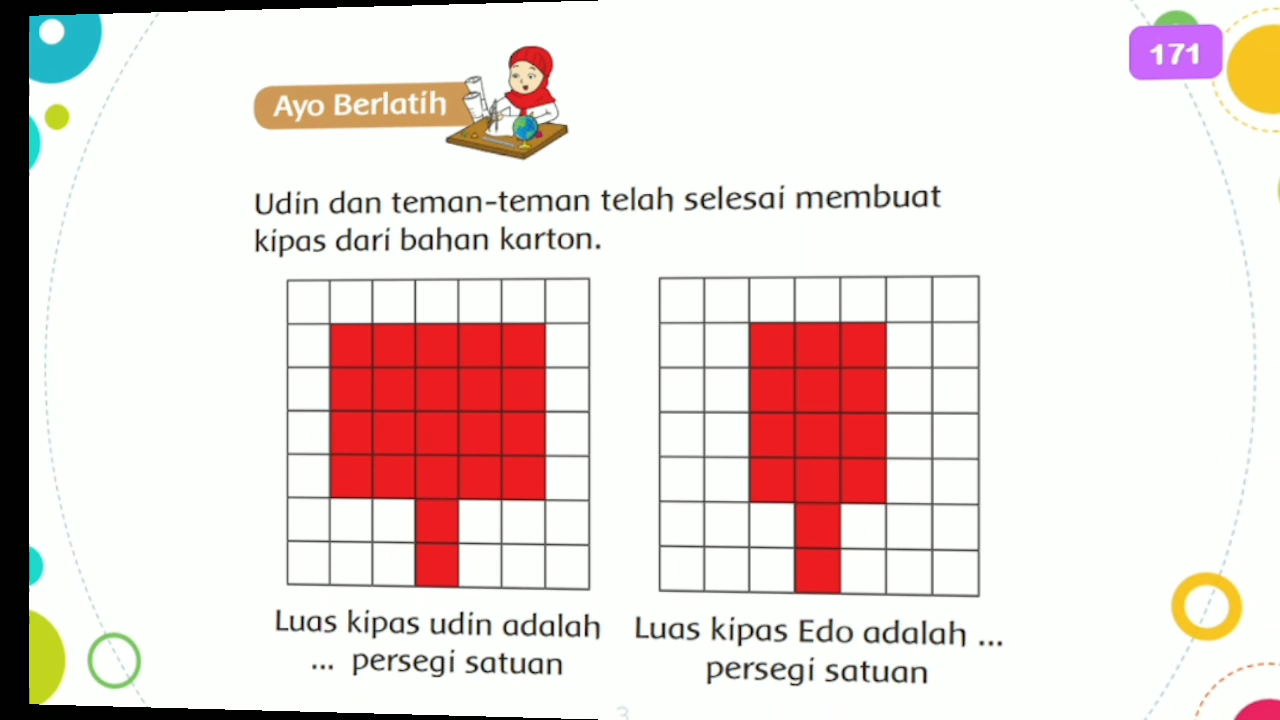 171
Ayo Berlatih
Udin dan teman-teman telah selesai membuat
kipas dari bahan karton.
Luas kipas udin adalah
... persegi satuan
Luas kipas Edo adalah ...
persegi satuan
3